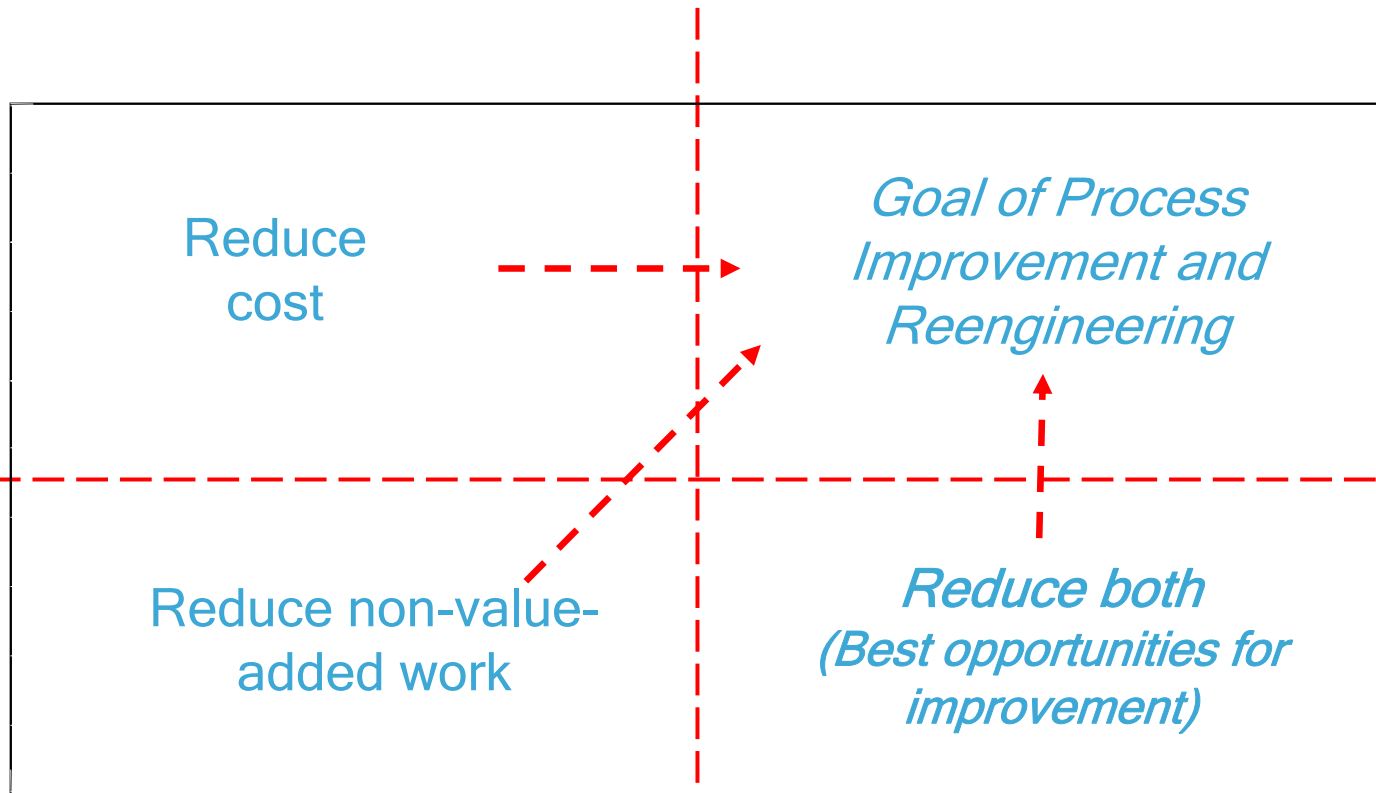 Reduce
cost
Goal of Process
Improvement and
Reengineering
Reduce non-value-
added work
Reduce both
(Best opportunities for
improvement)